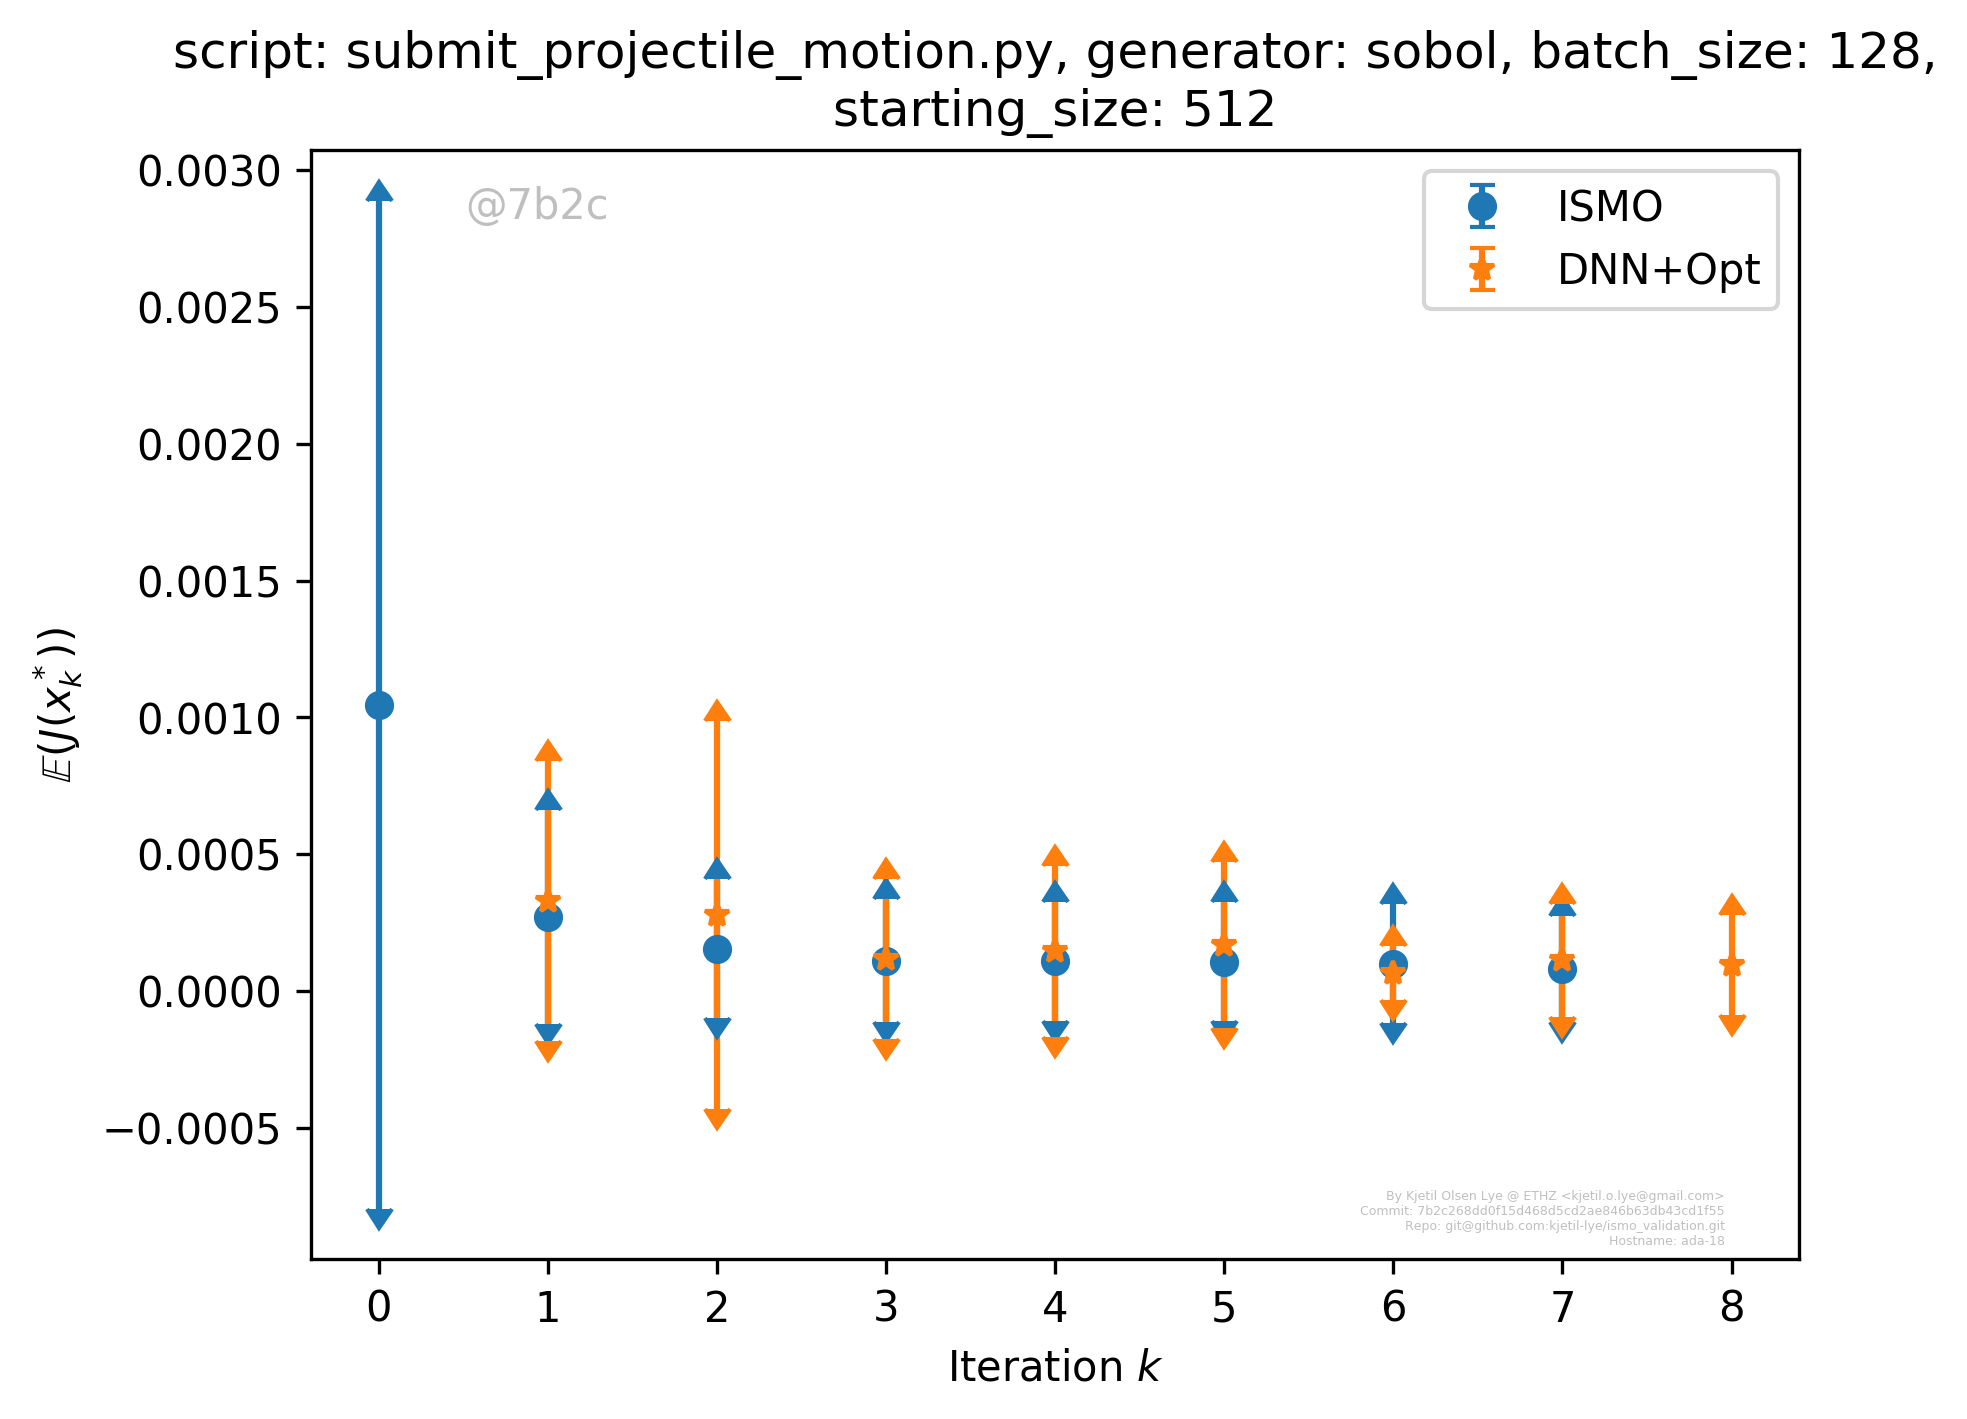 script: submit_projectile_motion.py, generator: sobol, batch_size: 128,
starting_size: 512
0.0030
0.0025
0.0020
0.0015
0.0010
0.0005
0.0000
−0.0005
𝔼(J(x*k))
@7b2c
ISMO
DNN+Opt
By Kjetil Olsen Lye @ ETHZ <kjetil.o.lye@gmail.com>
Commit: 7b2c268dd0f15d468d5cd2ae846b63db43cd1f55
Repo: git@github.com:kjetil-lye/ismo_validation.git
Hostname: ada-18
0 1 2 3 4 5 6 7 8
Iteration k